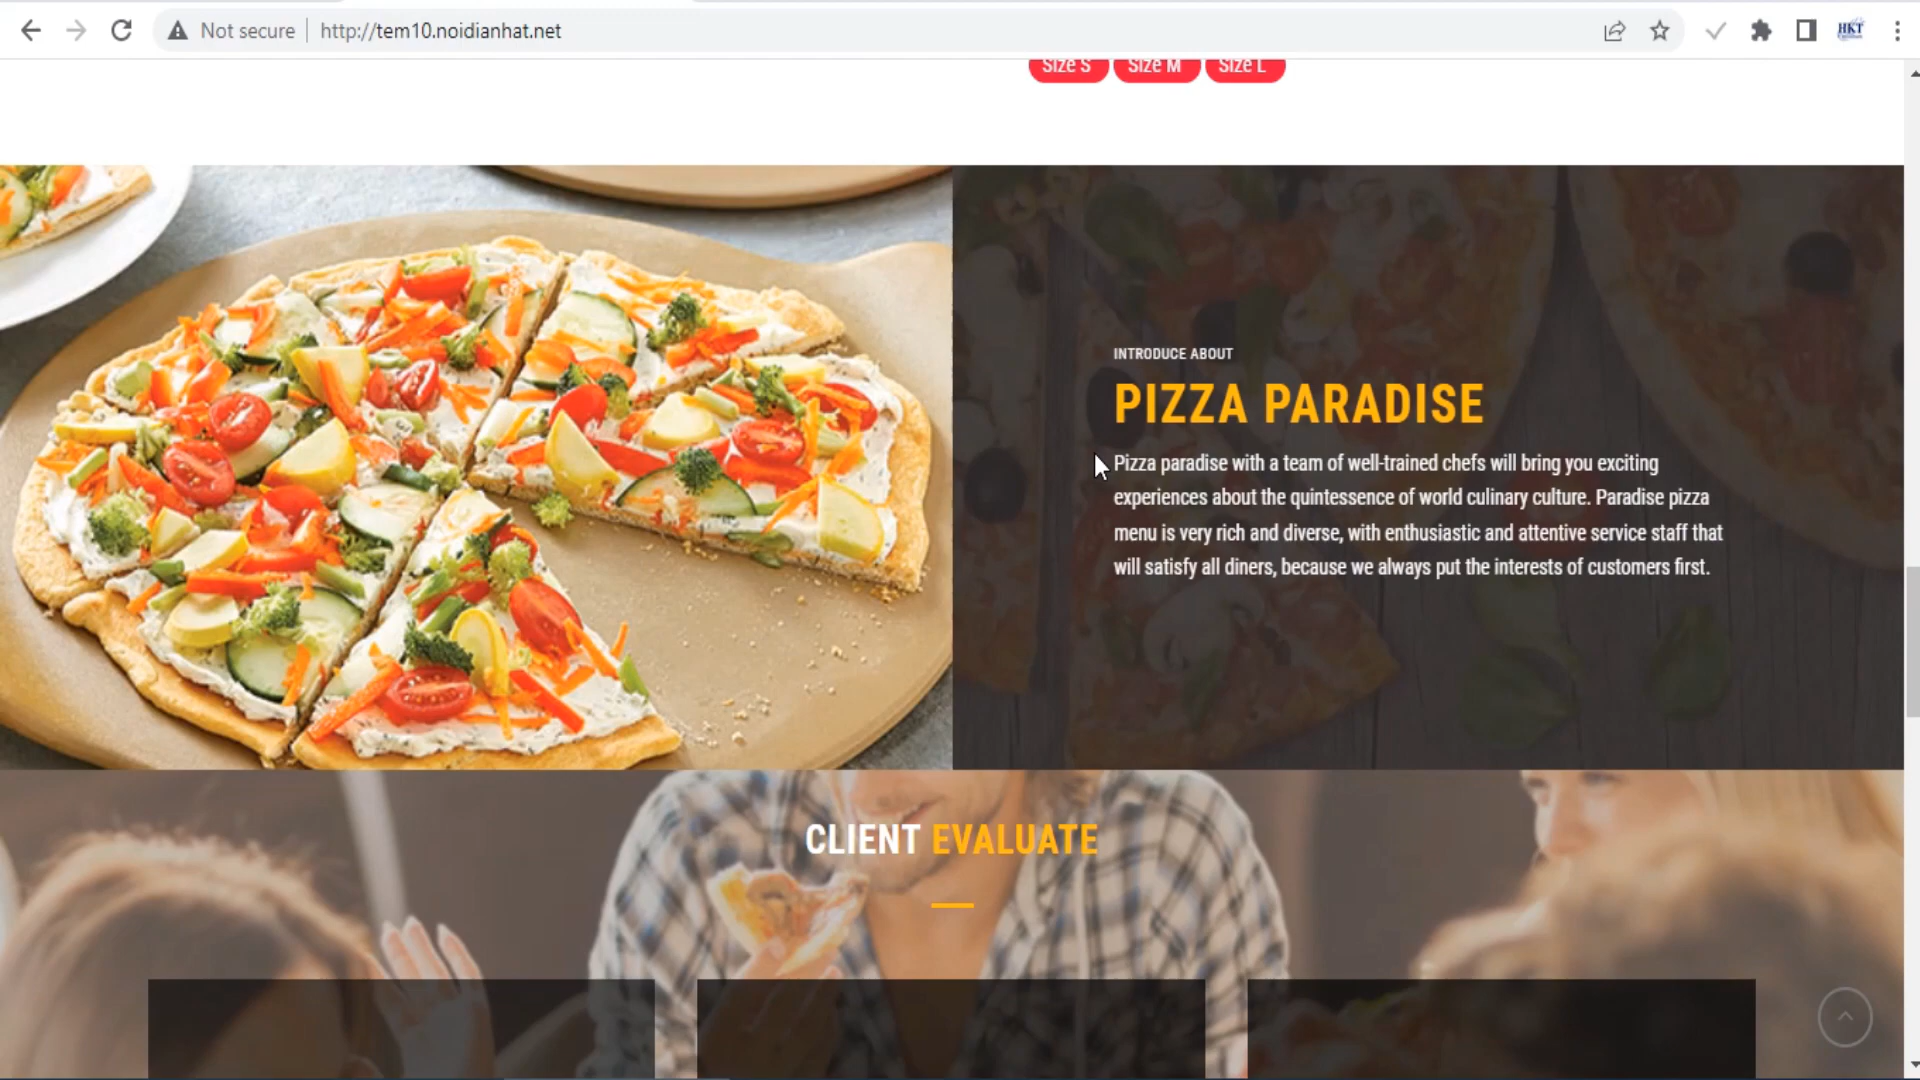 Not secure
http://tem10.noidianhat.net
HKT
Size S
Size M
Size L
INTRODUCE ABOUT
PIZZA PARADISE
Pizza paradise with a team of well-trained chefs will bring you exciting
experiences about the quintessence of world culinary culture. Paradise pizza
menu is very rich and diverse, with enthusiastic and attentive service staff that
will satisfy all diners, because we always put the interests of customers first.
CLIENT EVALUATE